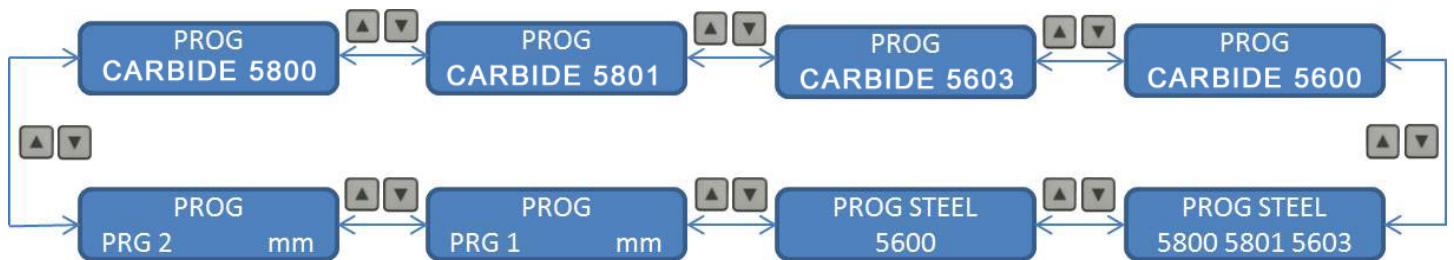 PROG
CARBIDE 5800
PROG
CARBIDE 5801
PROG
CARBIDE 5603
PROG
CARBIDE 5600
PROG
PRG 2 mm
PROG
PRG 1 mm
PROG STEEL
5600
PROG STEEL
5800 5801 5603